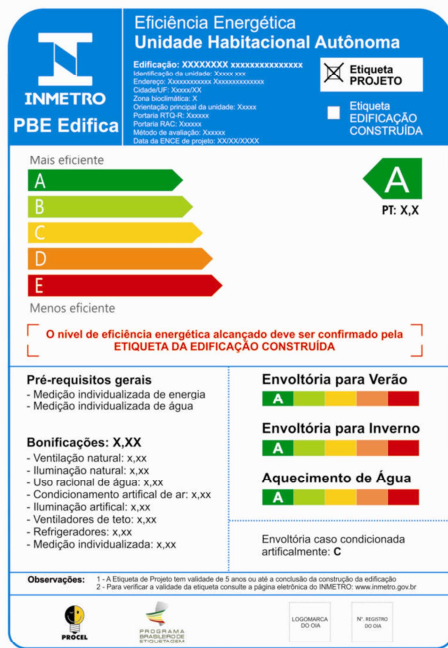 INMETRO
PBE Edifica
Eficiência Energética
Unidade Habitacional Autônoma
Edificação: XXXXXXXX xxxxxxxxxxxxxxx
Identificação da unidade: Xxxxx xxx
Endereço: Xxxxxxxxxxxx Xxxxxxxxxxxxxx
Cidade/UF: Xxxxx/XX
Zona bioclimática: X
Orientação principal da unidade: Xxxxx
Portaria RTQ-R: Xxxxxx
Portaria RAC: Xxxxxx
Método de avaliação: Xxxxxx
Data da ENCE de projeto: XX/XX/XXXX
Etiqueta
PROJETO
Etiqueta
EDIFICAÇÃO
CONSTRUÍDA
Mais eficiente
A
B
C
D
E
Menos eficiente
A
PT: X,X
O nível de eficiência energética alcançado deve ser confirmado pela
ETIQUETA DA EDIFICAÇÃO CONSTRUÍDA
Pré-requisitos gerais
- Medição individualizada de energia
- Medição individualizada de água
Bonificações: X,XX
- Ventilação natural: x,xx
- Iluminação natural: x,xx
- Uso racional de água: x,xx
- Condicionamento artifical de ar: x,xx
- Iluminação artifical: x,xx
- Ventiladores de teto: x,xx
- Refrigeradores: x,xx
- Medição individualizada: x,xx
Envoltória para Verão
A
Envoltória para Inverno
A
Aquecimento de Água
A
Envoltória caso condicionada
artificalmente: C
Observações:
1 - A Etiqueta de Projeto tem validade de 5 anos ou até a conclusão da construção da edificação
2 - Para verificar a validade da etiqueta consulte a página eletrônica do INMETRO: www.inmetro.gov.br
PROCEL
PROGRAMA
BRASILEIRO DE
ETIQUETAGEM
LOGOMARCA
DO OIA
Nº. REGISTRO
DO OIA